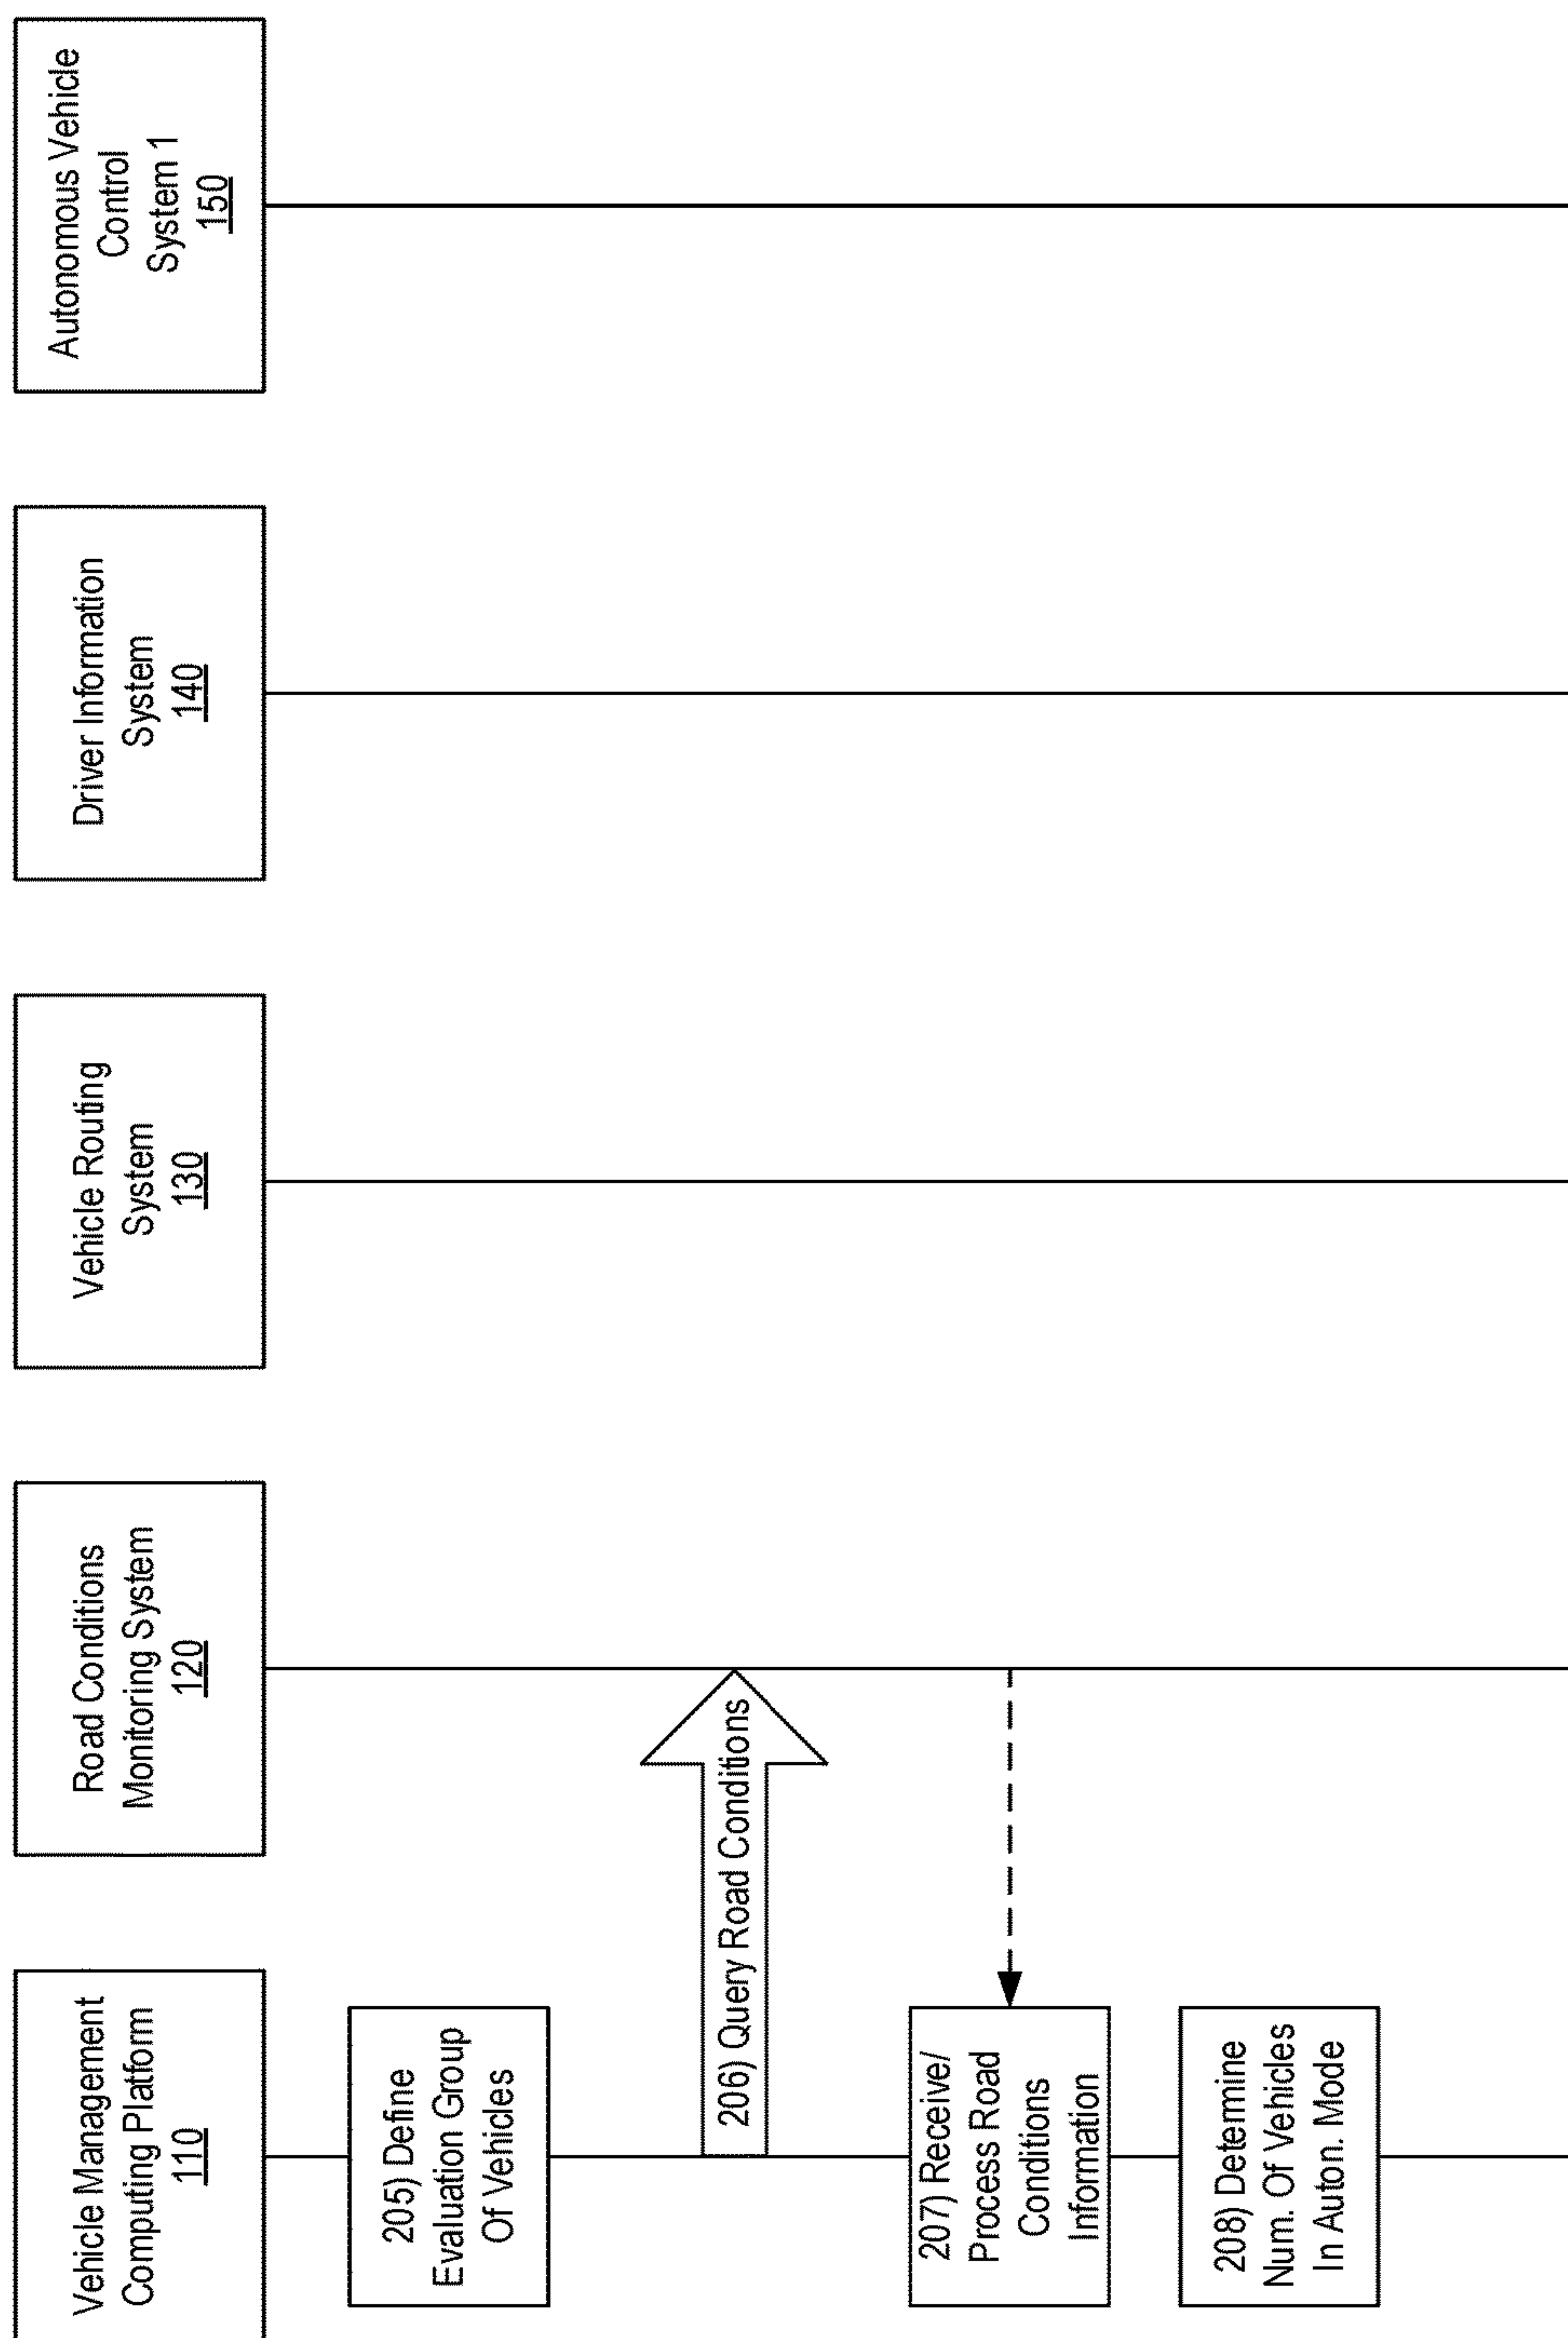 Vehicle Management
Computing Platform
110
Road Conditions
Monitoring System
120
Vehicle Routing
System
130
Driver Information
System
140
Autonomous Vehicle
Control
System 1
150
205) Define
Evaluation Group
Of Vehicles
206) Query Road Conditions
207) Receive/
Process Road
Conditions
Information
208) Determine
Num. Of Vehicles
In Auton. Mode